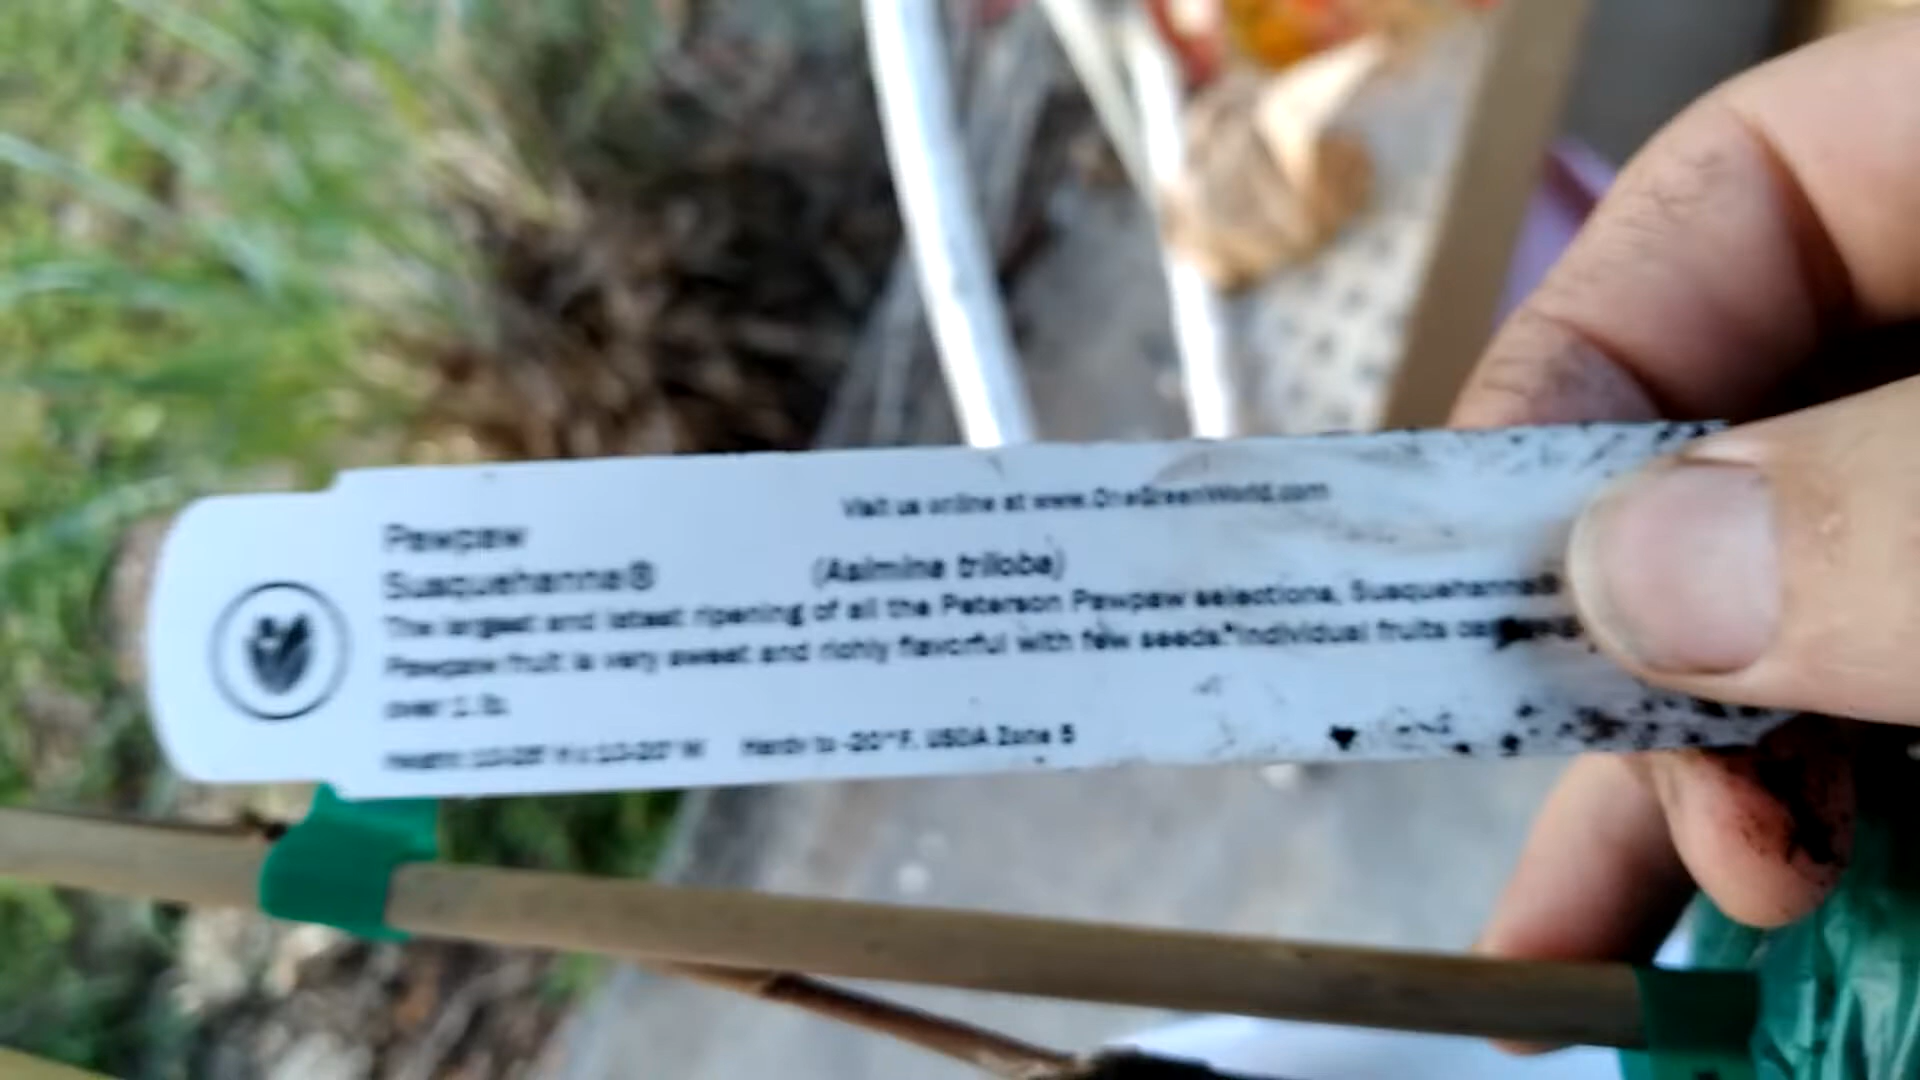 Visit us online at www.OneGreenWorld.com
Pawpaw
Susquehanna® (Asimina triloba)
The largest and latest ripening of all the Peterson Pawpaw selections, Susquehanna®
Pawpaw fruit is very sweet and richly flavorful with few seeds. Individual fruits can
over 1 lb.
Hardy to -20° F. USDA Zone 5